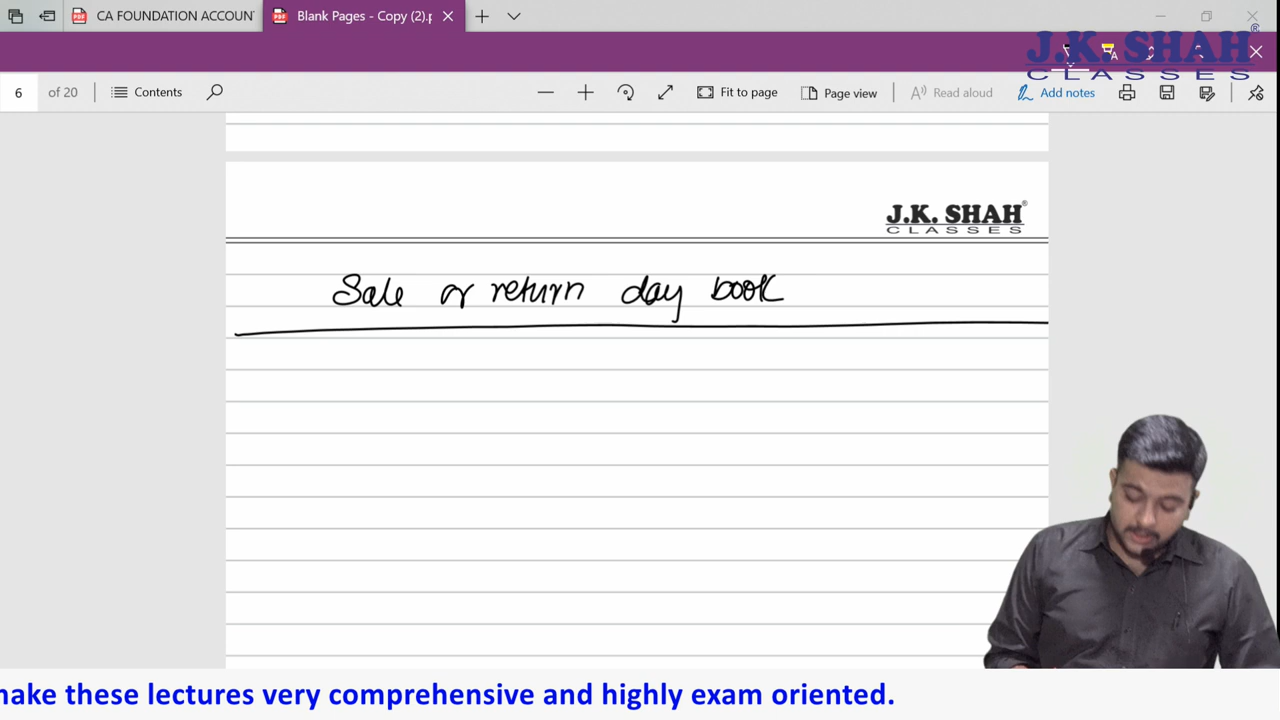 CA FOUNDATION ACCOUN
Blank Pages - Copy (2).p
J.K. SHAH®
CLASSES
6 of 20
Contents
Fit to page
Page view
Read aloud
Add notes
J.K. SHAH®
CLASSES
Sale or return day book
make these lectures very comprehensive and highly exam oriented.